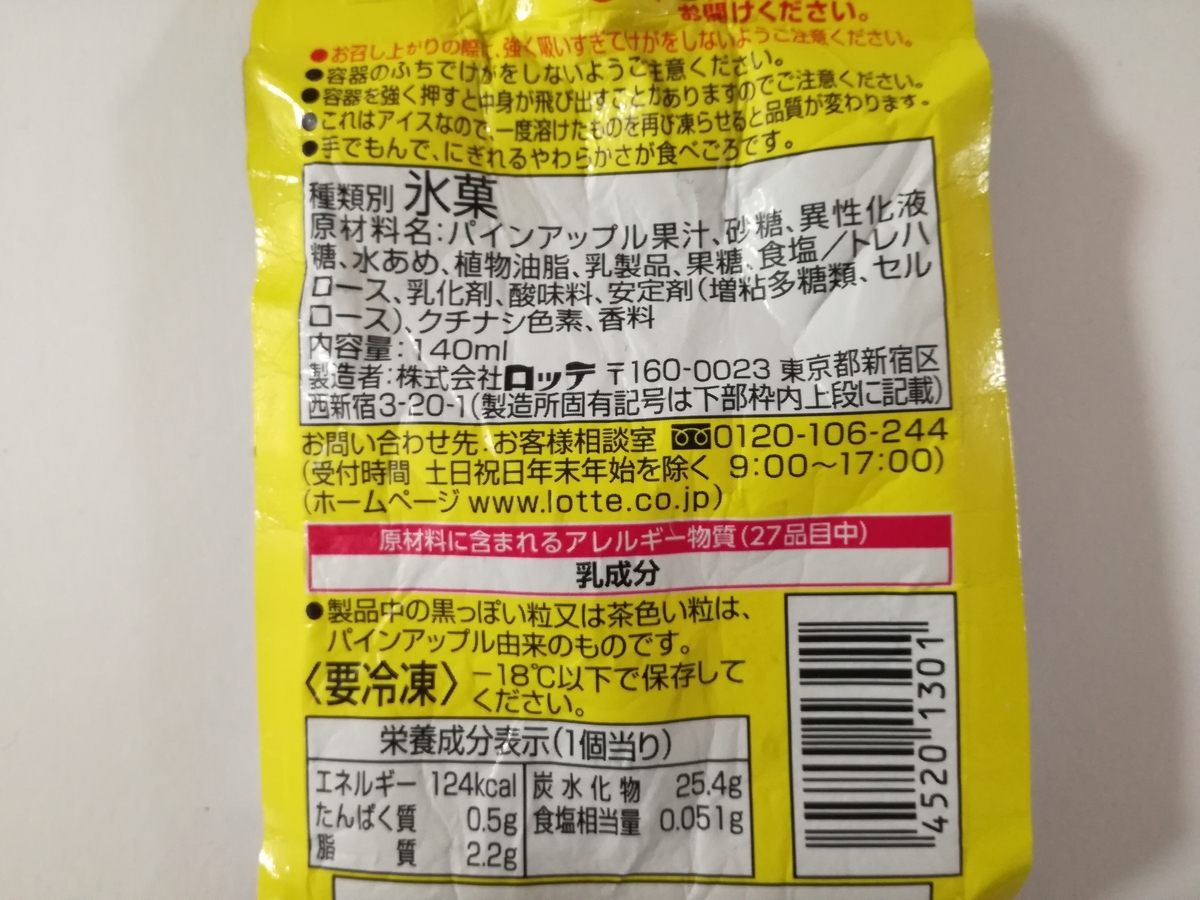 お開けください。
●お召し上がりの際に、強く吸いすぎてけがをしないようご注意ください。
●容器のふちでけがをしないようご注意ください。
●容器を強く押すと中身が飛び出すことがありますのでご注意ください。
●これはアイスなので、一度溶けたものを再び凍らせると品質が変わります。
●手でもんで、にぎれるやわらかさが食べごろです。
種類別 氷菓
原材料名:パインアップル果汁、砂糖、異性化液
糖、水あめ、植物油脂、乳製品、果糖、食塩/トレハ
ロース、乳化剤、酸味料、安定剤(増粘多糖類、セル
ロース)、クチナシ色素、香料
内容量:140ml
製造者:株式会社ロッテ 〒160-0023 東京都新宿区
西新宿3-20-1(製造所固有記号は下部枠内上段に記載)
お問い合わせ先:お客様相談室 0120-106-244
(受付時間 土日祝日年末年始を除く 9:00〜17:00)
(ホームページ www.lotte.co.jp)
原材料に含まれるアレルギー物質(27品目中)
乳成分
●製品中の黒っぽい粒又は茶色い粒は、
パインアップル由来のものです。
〈要冷凍〉 -18℃以下で保存して
ください。
栄養成分表示(1個当り)
エネルギー 124kcal 炭水化物 25.4g
たんぱく質 0.5g 食塩相当量 0.051g
脂質 2.2g
4520 1301